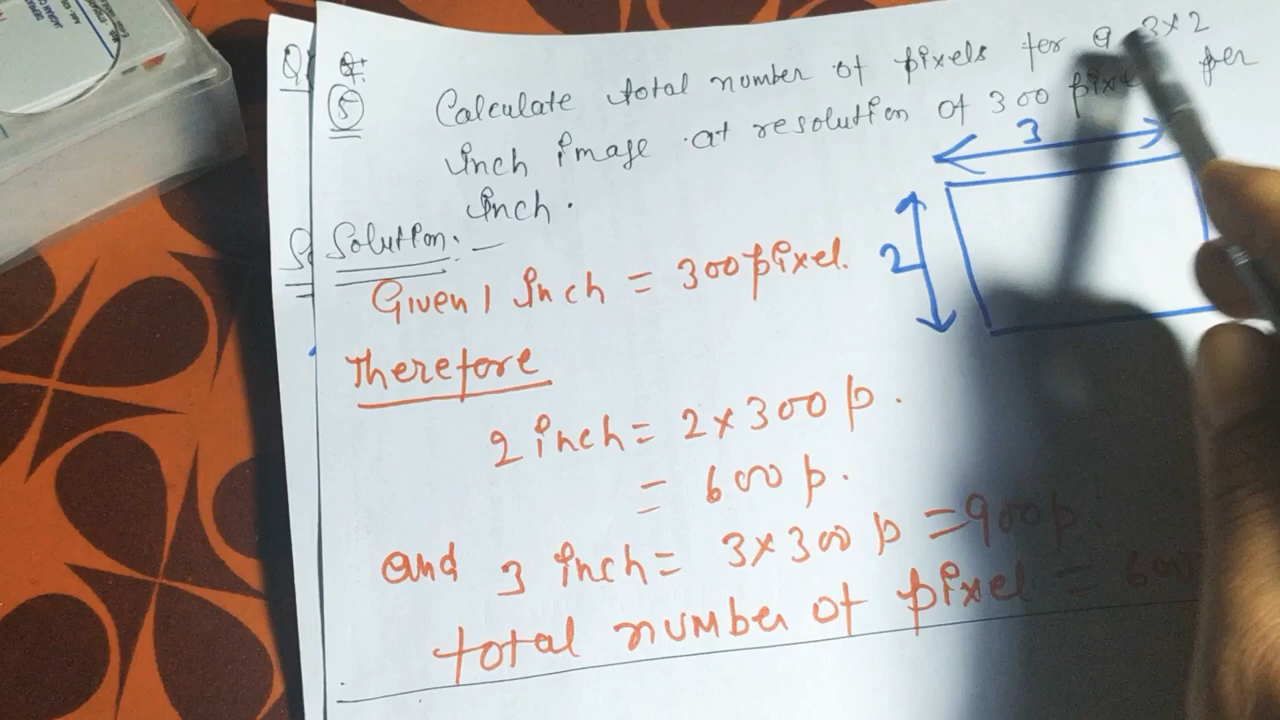 Q
Q.
5 Calculate total number of pixels for a 3×2
inch image at resolution of 300 per
inch.
S Solution: —
Given 1 inch = 300 pixel.
3
2
Therefore
2 inch = 2×300 p.
= 600 p.
and 3 inch = 3×300 p = 900 p.
total number of pixel =